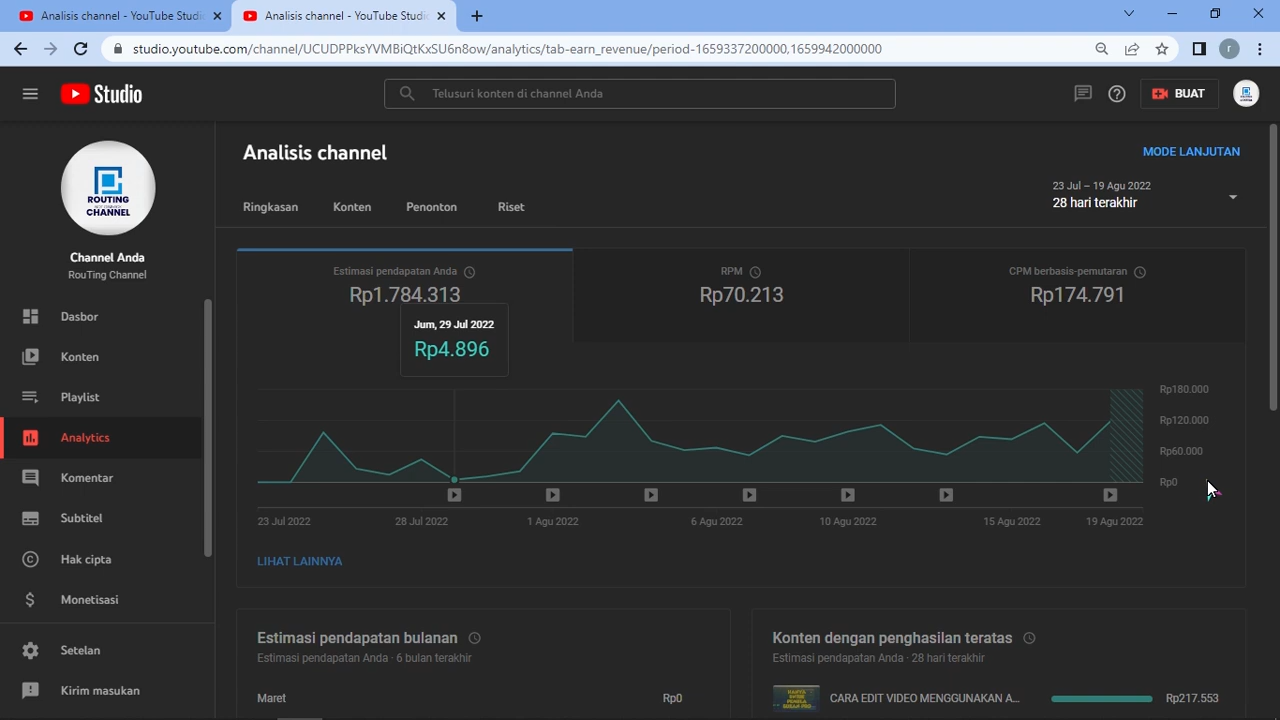 Analisis channel - YouTube Studi
Analisis channel - YouTube Studi
studio.youtube.com/channel/UCUDPPksYVMBiQtKxSU6n8ow/analytics/tab-earn_revenue/period-1659337200000,1659942000000
r
Studio
Telusuri konten di channel Anda
BUAT
ROUTING
CHANNEL
Channel Anda
RouTing Channel
Dasbor
Konten
Playlist
Analytics
Komentar
Subtitel
Hak cipta
Monetisasi
Setelan
Kirim masukan
Analisis channel
MODE LANJUTAN
Ringkasan
Konten
Penonton
Riset
23 Jul – 19 Agu 2022
28 hari terakhir
Estimasi pendapatan Anda
Rp1.784.313
RPM
Rp70.213
CPM berbasis-pemutaran
Rp174.791
Jum, 29 Jul 2022
Rp4.896
Rp180.000
Rp120.000
Rp60.000
Rp0
23 Jul 2022
28 Jul 2022
1 Agu 2022
6 Agu 2022
10 Agu 2022
15 Agu 2022
19 Agu 2022
LIHAT LAINNYA
Estimasi pendapatan bulanan
Estimasi pendapatan Anda · 6 bulan terakhir
Maret
Rp0
Konten dengan penghasilan teratas
Estimasi pendapatan Anda · 28 hari terakhir
CARA EDIT VIDEO MENGGUNAKAN A...
Rp217.553